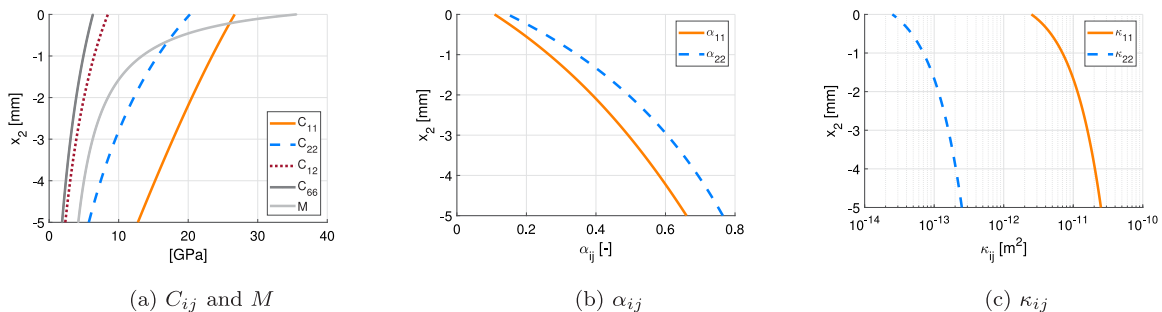 0
-1
-2
-3
-4
-5
x2 [mm]
0 10 20 30 40
[GPa]
C11
C22
C12
C66
M
(a) Cij and M
0
-1
-2
-3
-4
-5
x2 [mm]
0 0.2 0.4 0.6 0.8
αij [-]
α11
α22
(b) αij
0
-1
-2
-3
-4
-5
x2 [mm]
10^-14 10^-13 10^-12 10^-11 10^-10
κij [m^2]
κ11
κ22
(c) κij